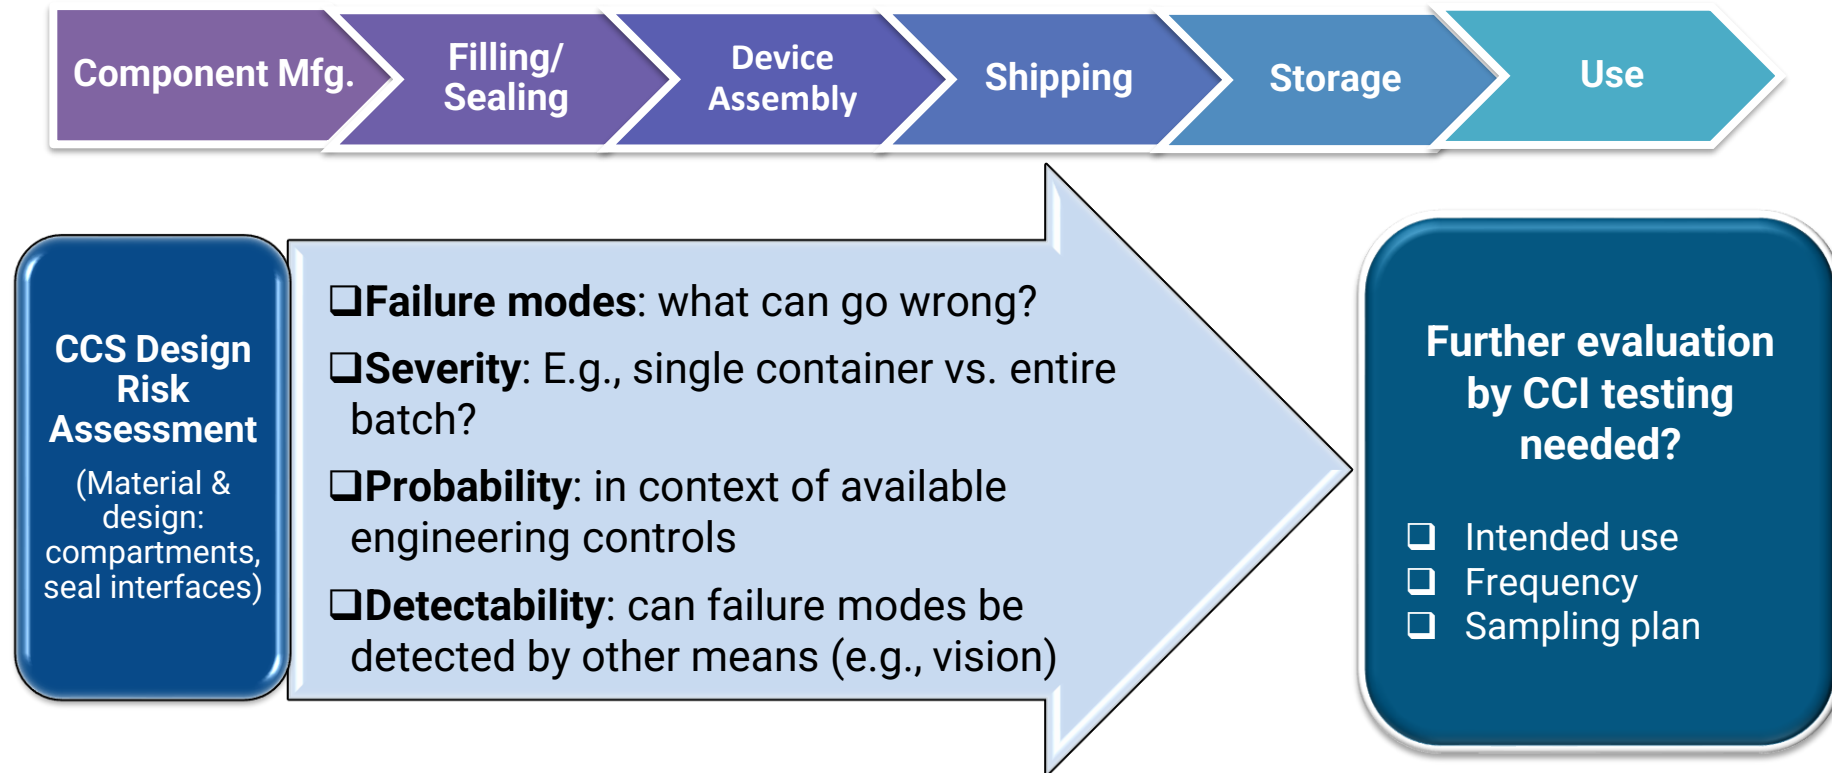 Component Mfg.
Filling/
Sealing
Device
Assembly
Shipping
Storage
Use
CCS Design
Risk
Assessment
(Material &
design:
compartments,
seal interfaces)
❑Failure modes: what can go wrong?
❑Severity: E.g., single container vs. entire
batch?
❑Probability: in context of available
engineering controls
❑Detectability: can failure modes be
detected by other means (e.g., vision)
Further evaluation
by CCI testing
needed?
❑ Intended use
❑ Frequency
❑ Sampling plan